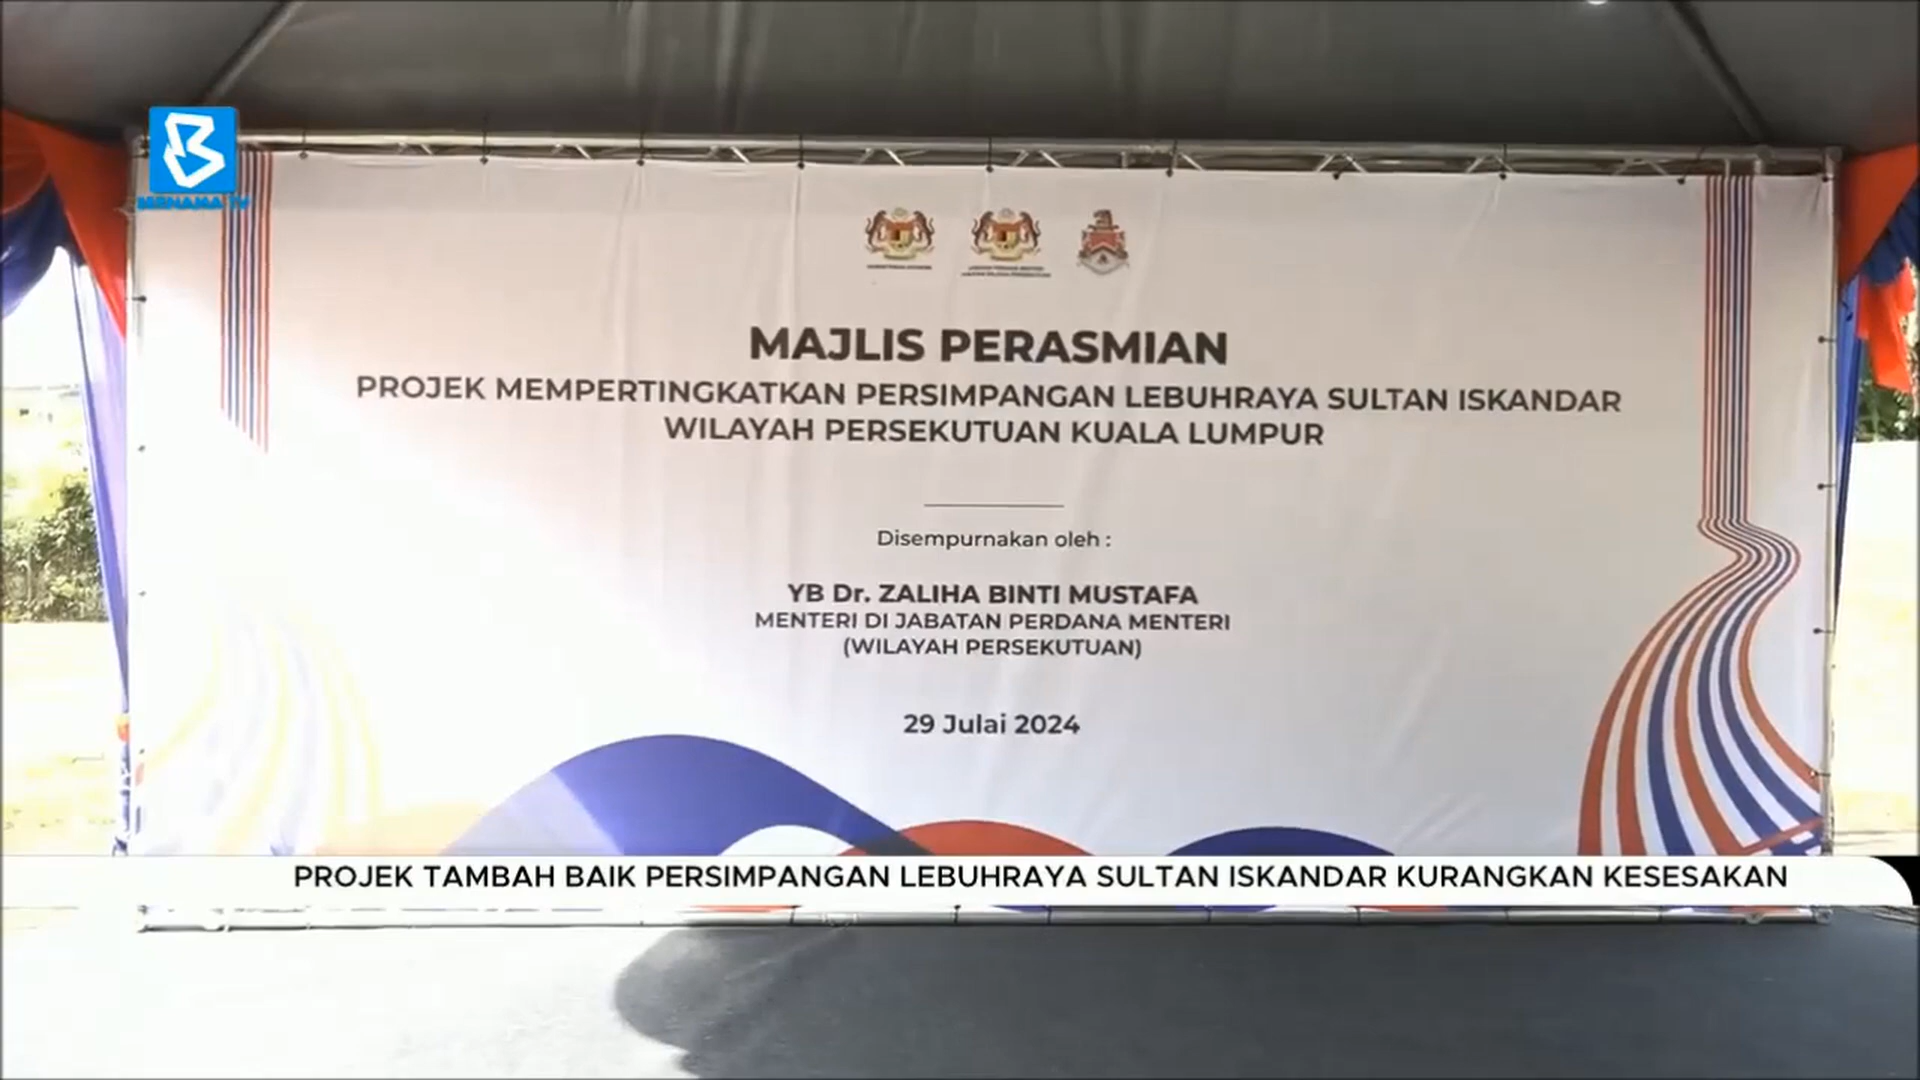 BERNAMA TV
MAJLIS PERASMIAN
PROJEK MEMPERTINGKATKAN PERSIMPANGAN LEBUHRAYA SULTAN ISKANDAR
WILAYAH PERSEKUTUAN KUALA LUMPUR
Disempurnakan oleh :
YB Dr. ZALIHA BINTI MUSTAFA
MENTERI DI JABATAN PERDANA MENTERI
(WILAYAH PERSEKUTUAN)
29 Julai 2024
PROJEK TAMBAH BAIK PERSIMPANGAN LEBUHRAYA SULTAN ISKANDAR KURANGKAN KESESAKAN